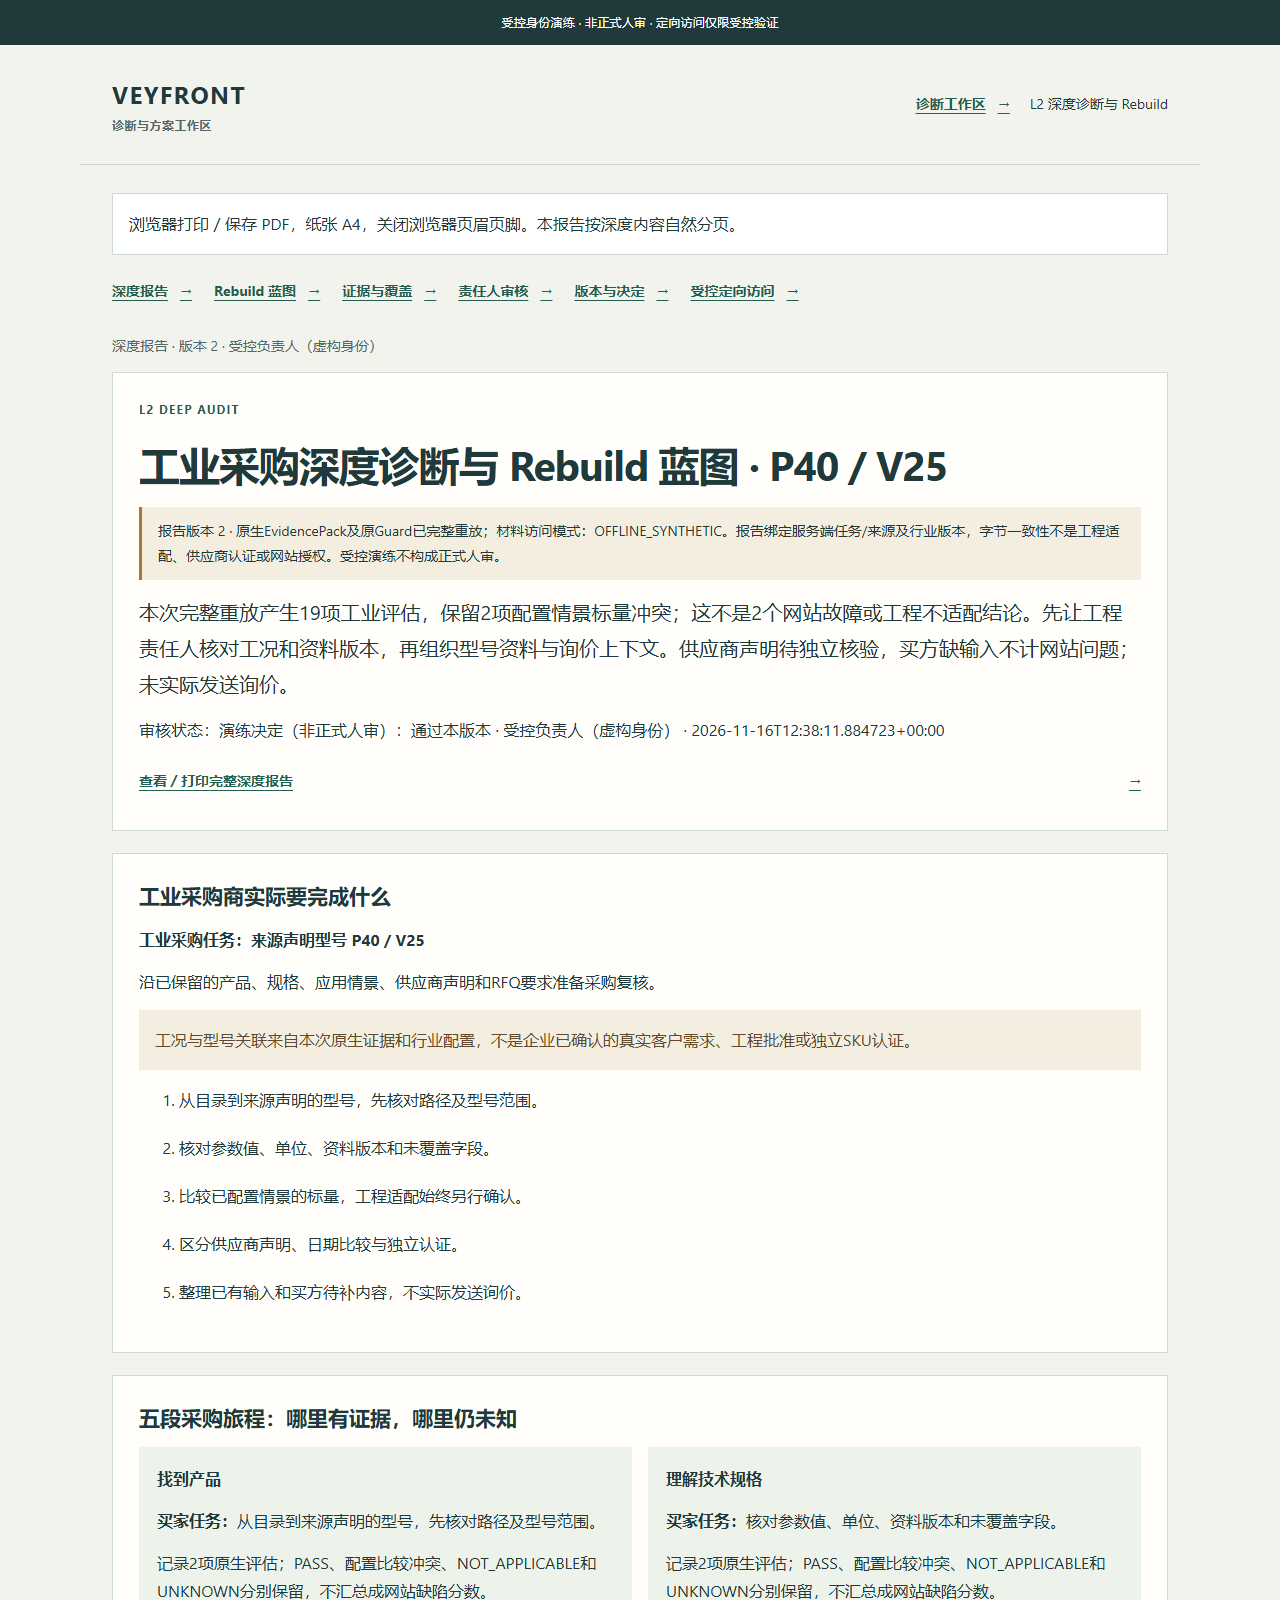 受控身份演练 · 非正式人审 · 定向访问仅限受控验证
VEYFRONT
诊断与方案工作区
诊断工作区 → L2 深度诊断与 Rebuild
浏览器打印 / 保存 PDF，纸张 A4，关闭浏览器页眉页脚。本报告按深度内容自然分页。
深度报告 → Rebuild 蓝图 → 证据与覆盖 → 责任人审核 → 版本与决定 → 受控定向访问 →
深度报告 · 版本 2 · 受控负责人（虚构身份）
L2 DEEP AUDIT
工业采购深度诊断与 Rebuild 蓝图 · P40 / V25
报告版本 2 · 原生EvidencePack及原Guard已完整重放；材料访问模式：OFFLINE_SYNTHETIC。报告绑定服务端任务/来源及行业版本，字节一致性不是工程适
配、供应商认证或网站授权。受控演练不构成正式人审。
本次完整重放产生19项工业评估，保留2项配置情景标量冲突；这不是2个网站故障或工程不适配结论。先让工程
责任人核对工况和资料版本，再组织型号资料与询价上下文。供应商声明待独立核验，买方缺输入不计网站问题；
未实际发送询价。
审核状态：演练决定（非正式人审）：通过本版本 · 受控负责人（虚构身份） · 2026-11-16T12:38:11.884723+00:00
查看 / 打印完整深度报告 →
工业采购商实际要完成什么
工业采购任务：来源声明型号 P40 / V25
沿已保留的产品、规格、应用情景、供应商声明和RFQ要求准备采购复核。
工况与型号关联来自本次原生证据和行业配置，不是企业已确认的真实客户需求、工程批准或独立SKU认证。
1. 从目录到来源声明的型号，先核对路径及型号范围。
2. 核对参数值、单位、资料版本和未覆盖字段。
3. 比较已配置情景的标量，工程适配始终另行确认。
4. 区分供应商声明、日期比较与独立认证。
5. 整理已有输入和买方待补内容，不实际发送询价。
五段采购旅程：哪里有证据，哪里仍未知
找到产品
买家任务：从目录到来源声明的型号，先核对路径及型号范围。
记录2项原生评估；PASS、配置比较冲突、NOT_APPLICABLE和
UNKNOWN分别保留，不汇总成网站缺陷分数。
理解技术规格
买家任务：核对参数值、单位、资料版本和未覆盖字段。
记录2项原生评估；PASS、配置比较冲突、NOT_APPLICABLE和
UNKNOWN分别保留，不汇总成网站缺陷分数。